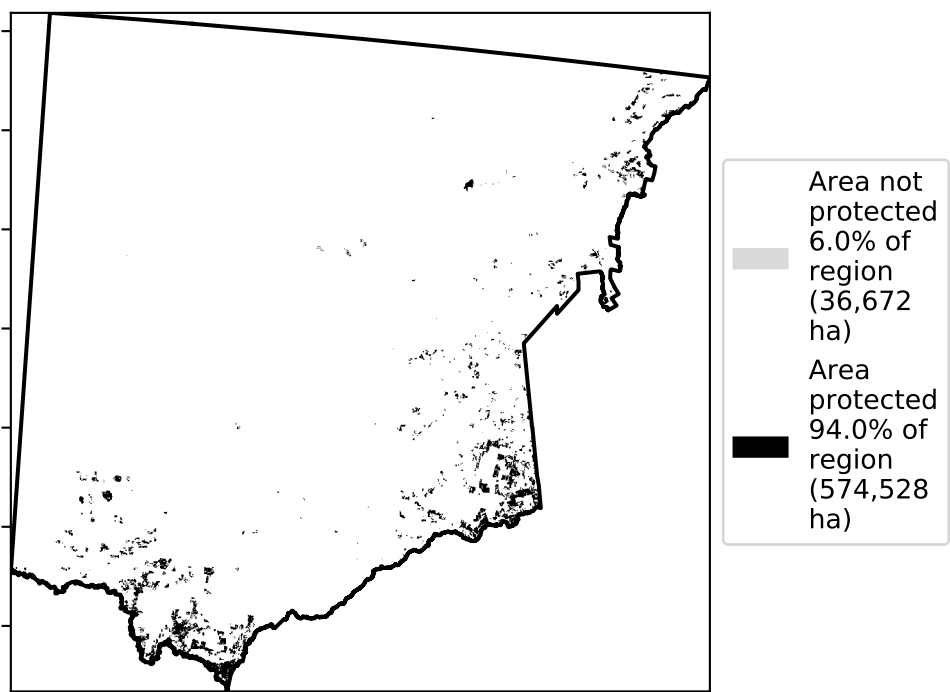 Area not
protected
6.0% of
region
(36,672
ha)
Area
protected
94.0% of
region
(574,528
ha)